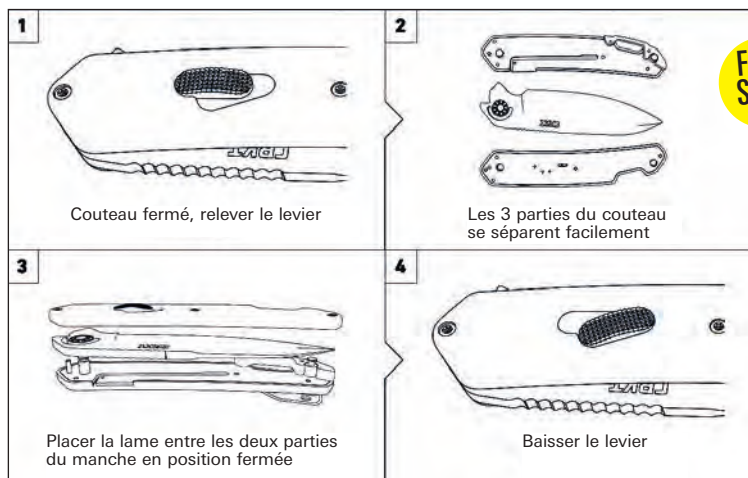 1
Couteau fermé, relever le levier
2
Les 3 parties du couteau
se séparent facilement
3
Placer la lame entre les deux parties
du manche en position fermée
4
CRKT
Baisser le levier